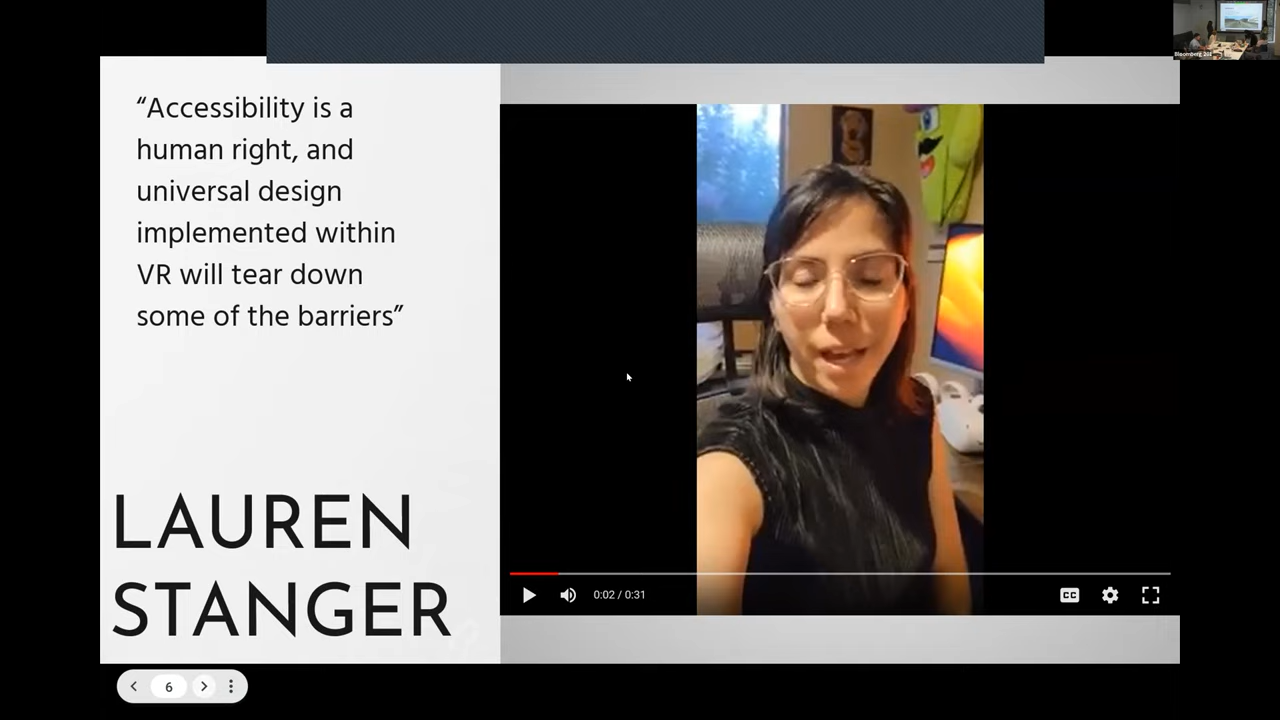 “Accessibility is a
human right, and
universal design
implemented within
VR will tear down
some of the barriers”
LAUREN
STANGER
0:02 / 0:31
CC
6